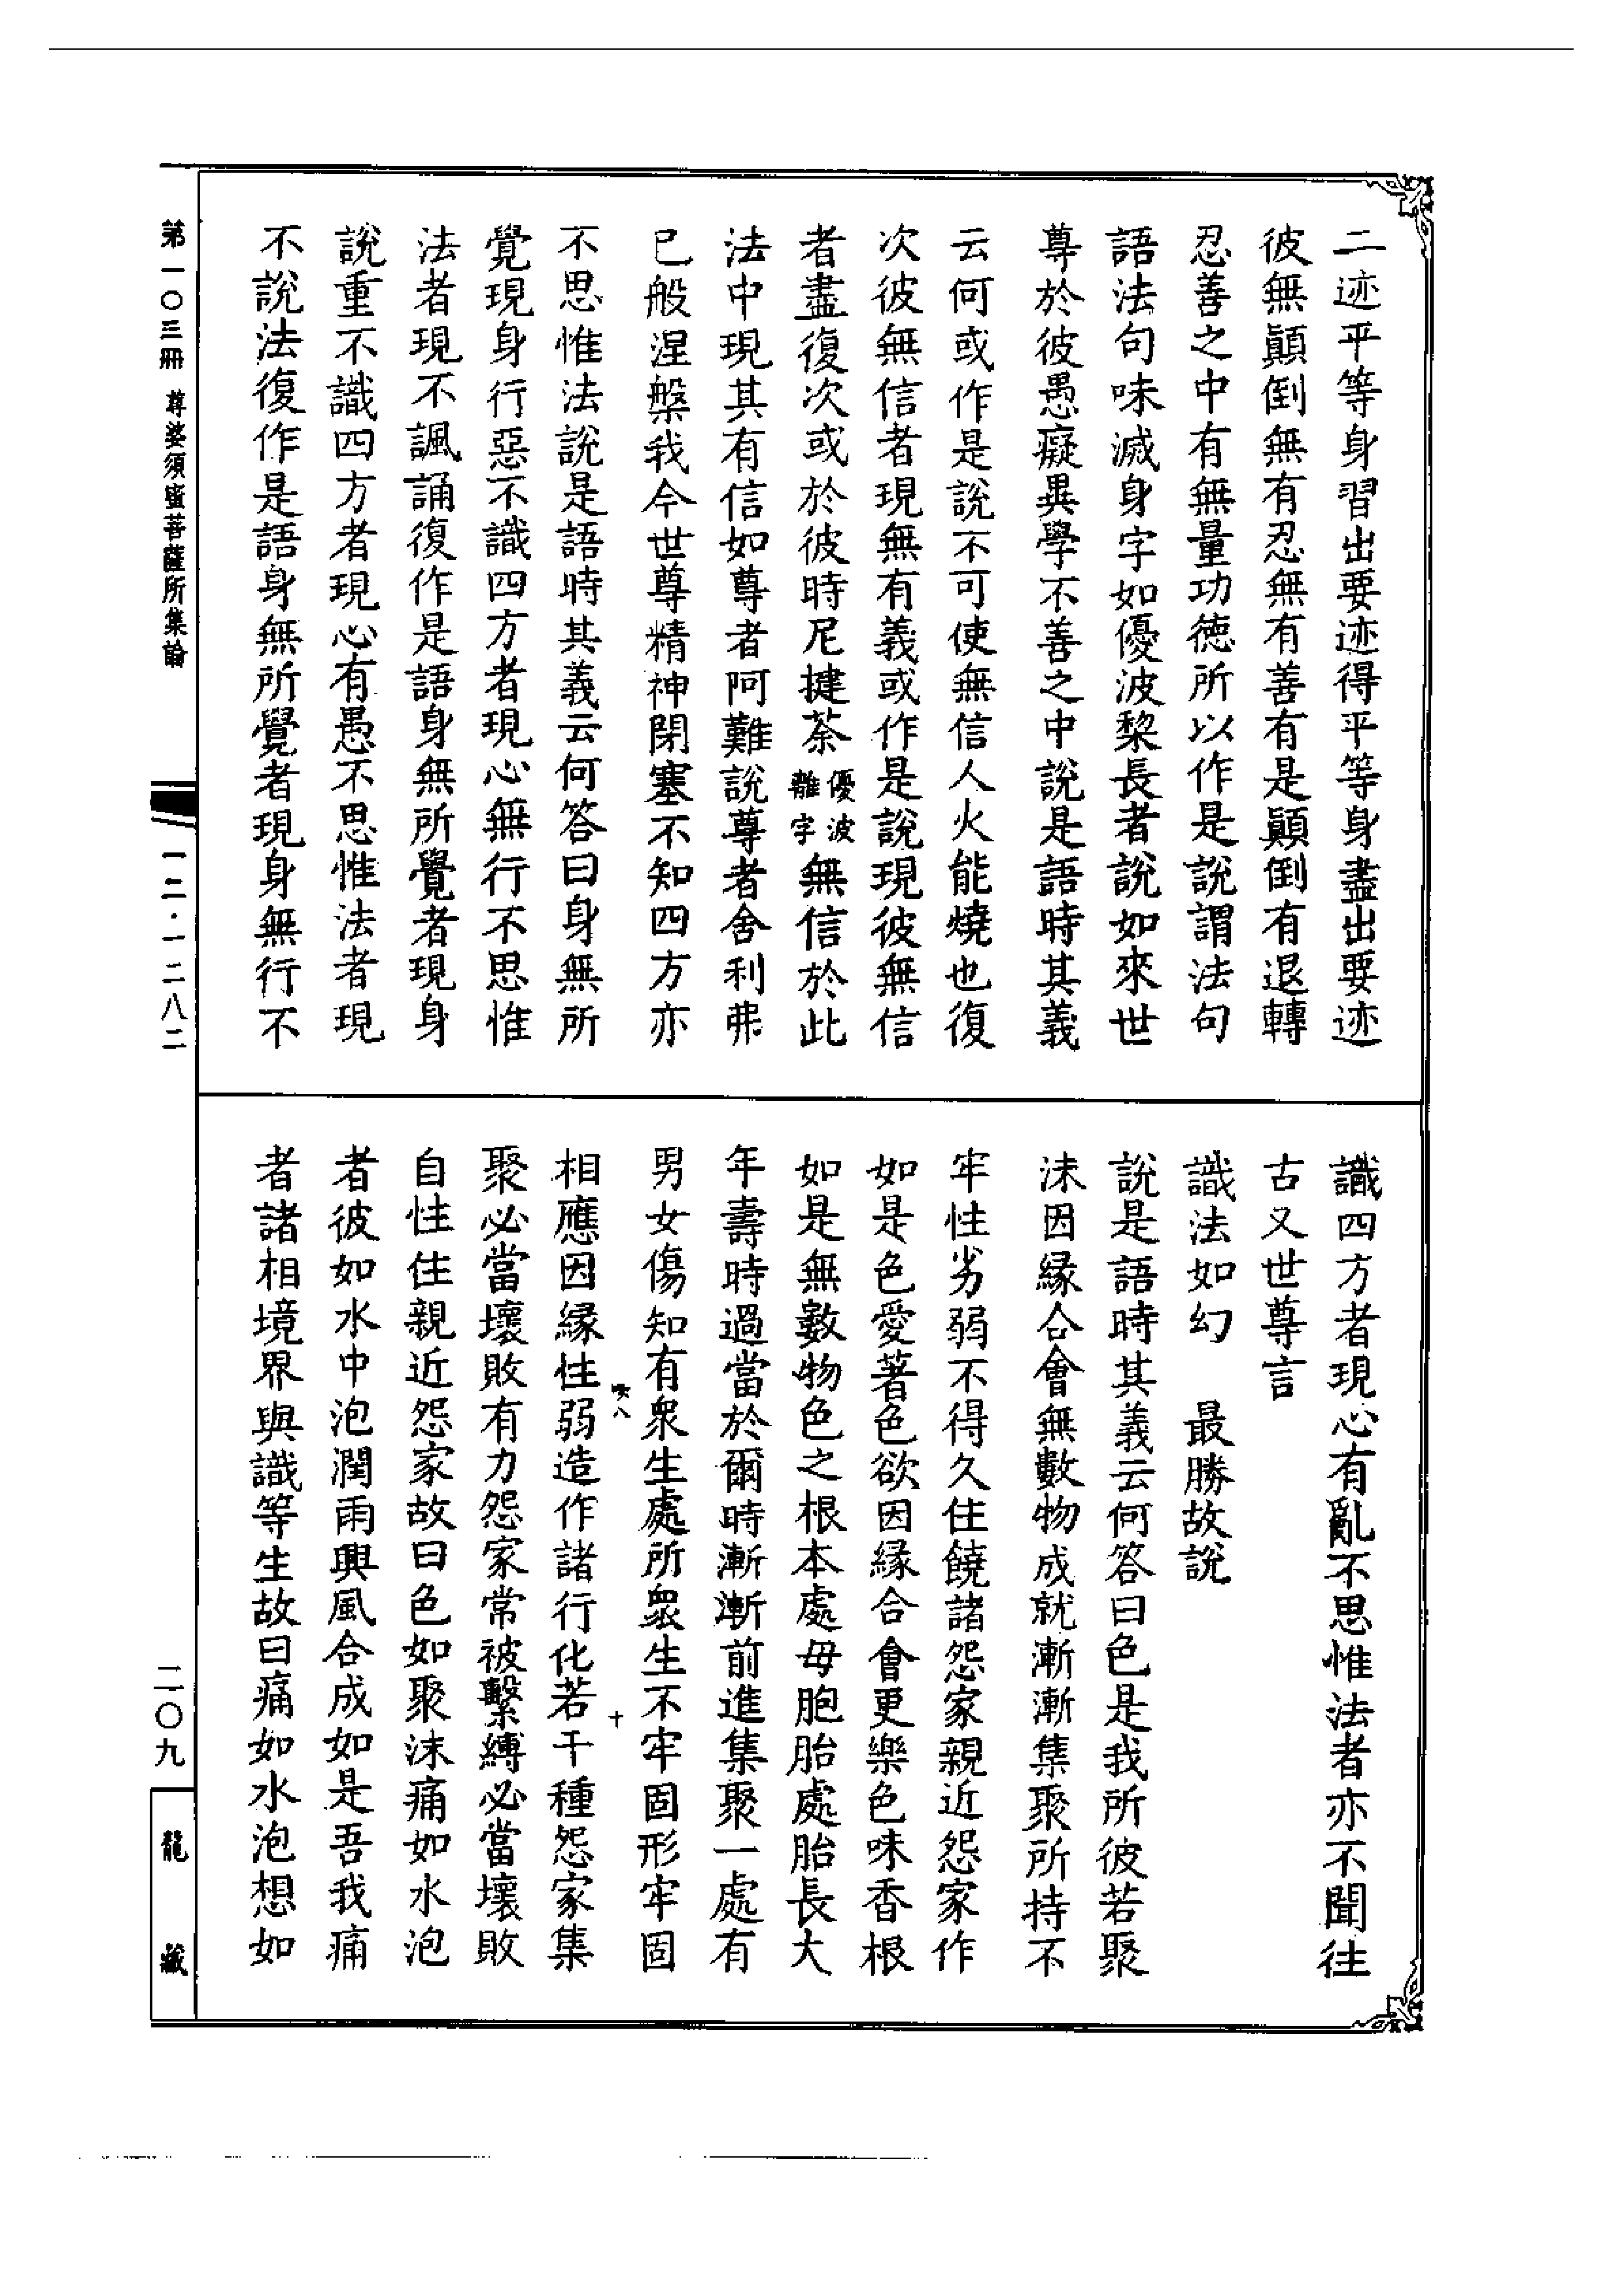 二迹平等身習出要迹得平等身盡出要迹
彼無顛倒無有忍無有善有是顛倒有退轉
忍善之中有無量功德所以作是說謂法句
語法句味滅身字如優波黎長者說如來世
尊於彼愚癡異學不善之中說是語時其義
云何或作是說不可使無信人火能燒也復
次彼無信者現無有義或作是說現彼無信
者盡復次或於彼時尼揵荼優波離字無信於此
法中現其有信如尊者阿難說尊者舍利弗
已般涅槃我今世尊精神閉塞不知四方亦
不思惟法說是語時其義云何答曰身無所
覺現身行惡不識四方者現心無行不思惟
法者現不諷誦復作是語身無所覺者現身
說重不識四方者現心有愚不思惟法者現
不說法復作是語身無所覺者現身無行不
識四方者現心有亂不思惟法者亦不聞往
古又世尊言
識法如幻　最勝故說
說是語時其義云何答曰色是我所彼若聚
沫因緣合會無數物成就漸漸集聚所持不
牢性劣弱不得久住饒諸怨家親近怨家作
如是色愛著色欲因緣合會更樂色味香根
如是無數物色之根本處毋胞胎處胎長大
年壽時過當於爾時漸漸前進集聚一處有
男女傷知有衆生處所衆生不牢固形牢固
相應因緣性弱造作諸行化若干種怨家集
聚必當壞敗有力怨家常被繫縛必當壞敗
自性住親近怨家故曰色如聚沫痛如水泡
者彼如水中泡潤雨興風合成如是吾我痛
者諸相境界與識等生故曰痛如水泡想如
十
第一〇三冊　尊婆須蜜菩薩所集論
一二·一二八二
二〇九
龍藏